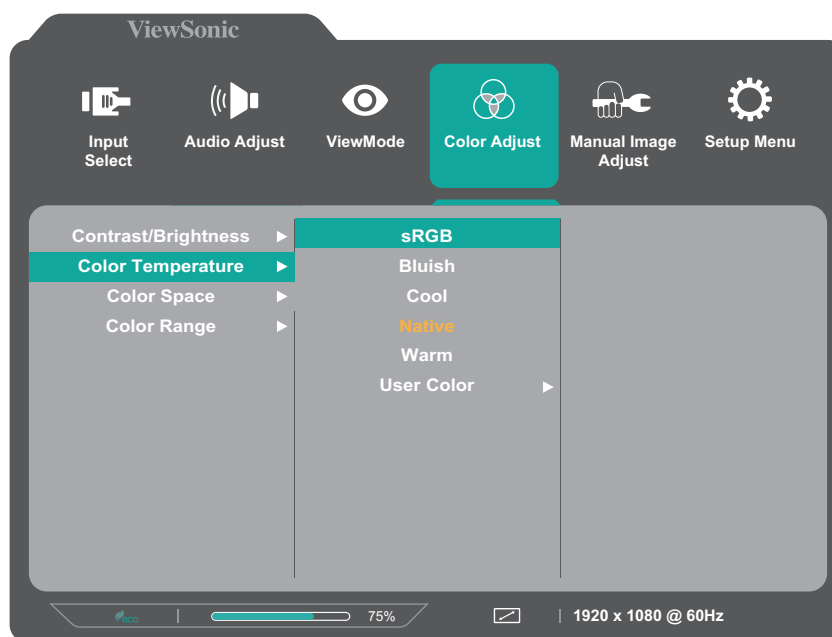 ViewSonic
Input
Select
Audio Adjust
ViewMode
Color Adjust
Manual Image
Adjust
Setup Menu
Contrast/Brightness
Color Temperature
Color Space
Color Range
sRGB
Bluish
Cool
Native
Warm
User Color
eco
75%
1920 x 1080 @ 60Hz